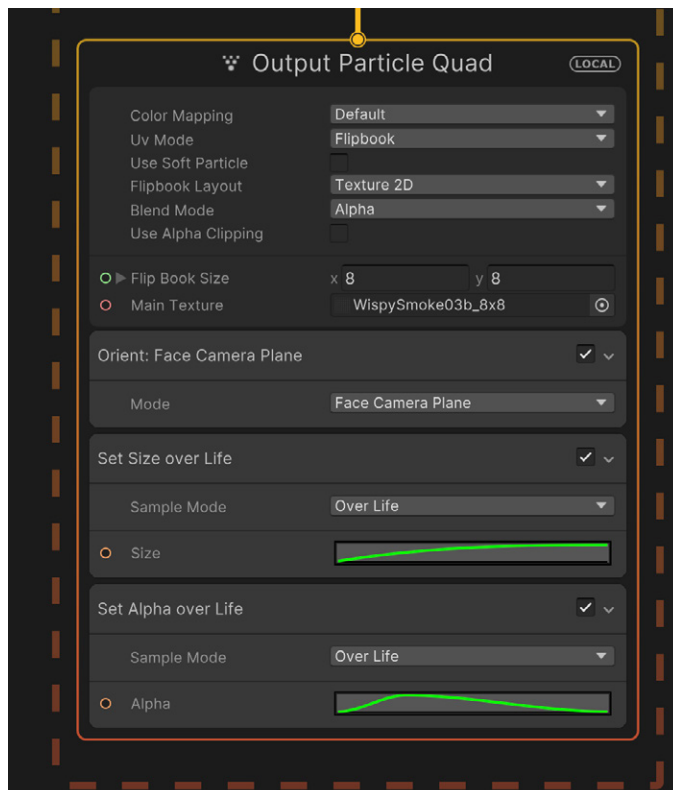 Output Particle Quad LOCAL
Color Mapping Default
Uv Mode Flipbook
Use Soft Particle
Flipbook Layout Texture 2D
Blend Mode Alpha
Use Alpha Clipping
Flip Book Size x 8 y 8
Main Texture WispySmoke03b_8x8
Orient: Face Camera Plane
Mode Face Camera Plane
Set Size over Life
Sample Mode Over Life
Size
Set Alpha over Life
Sample Mode Over Life
Alpha